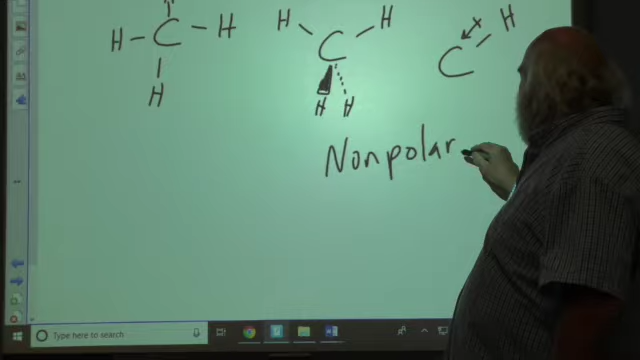 H - C - H
H
H H
C
H H
C H
Nonpolar
Type here to search